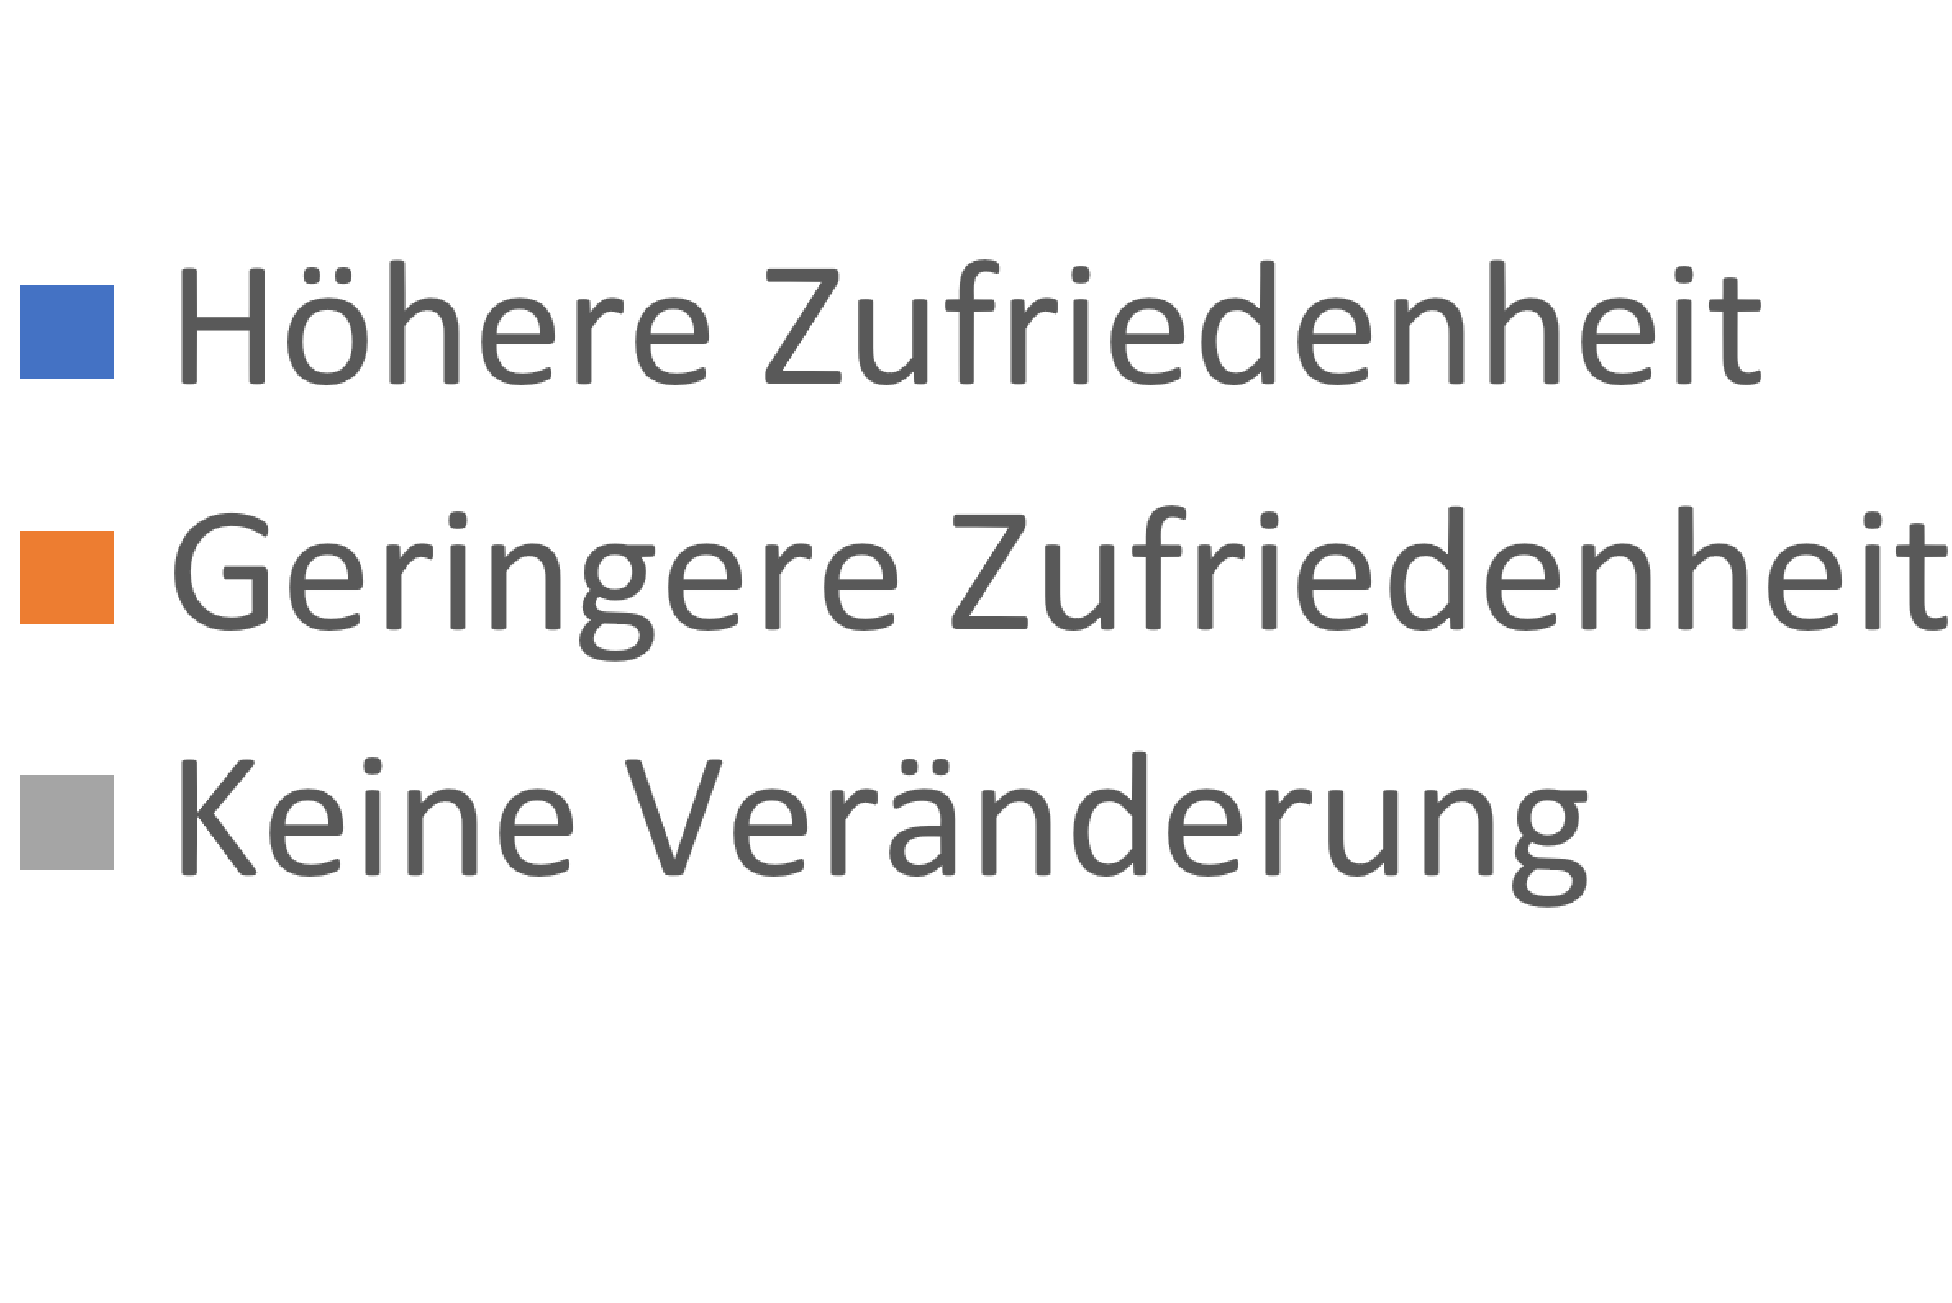 Höhere Zufriedenheit
Geringere Zufriedenheit
Keine Veränderung